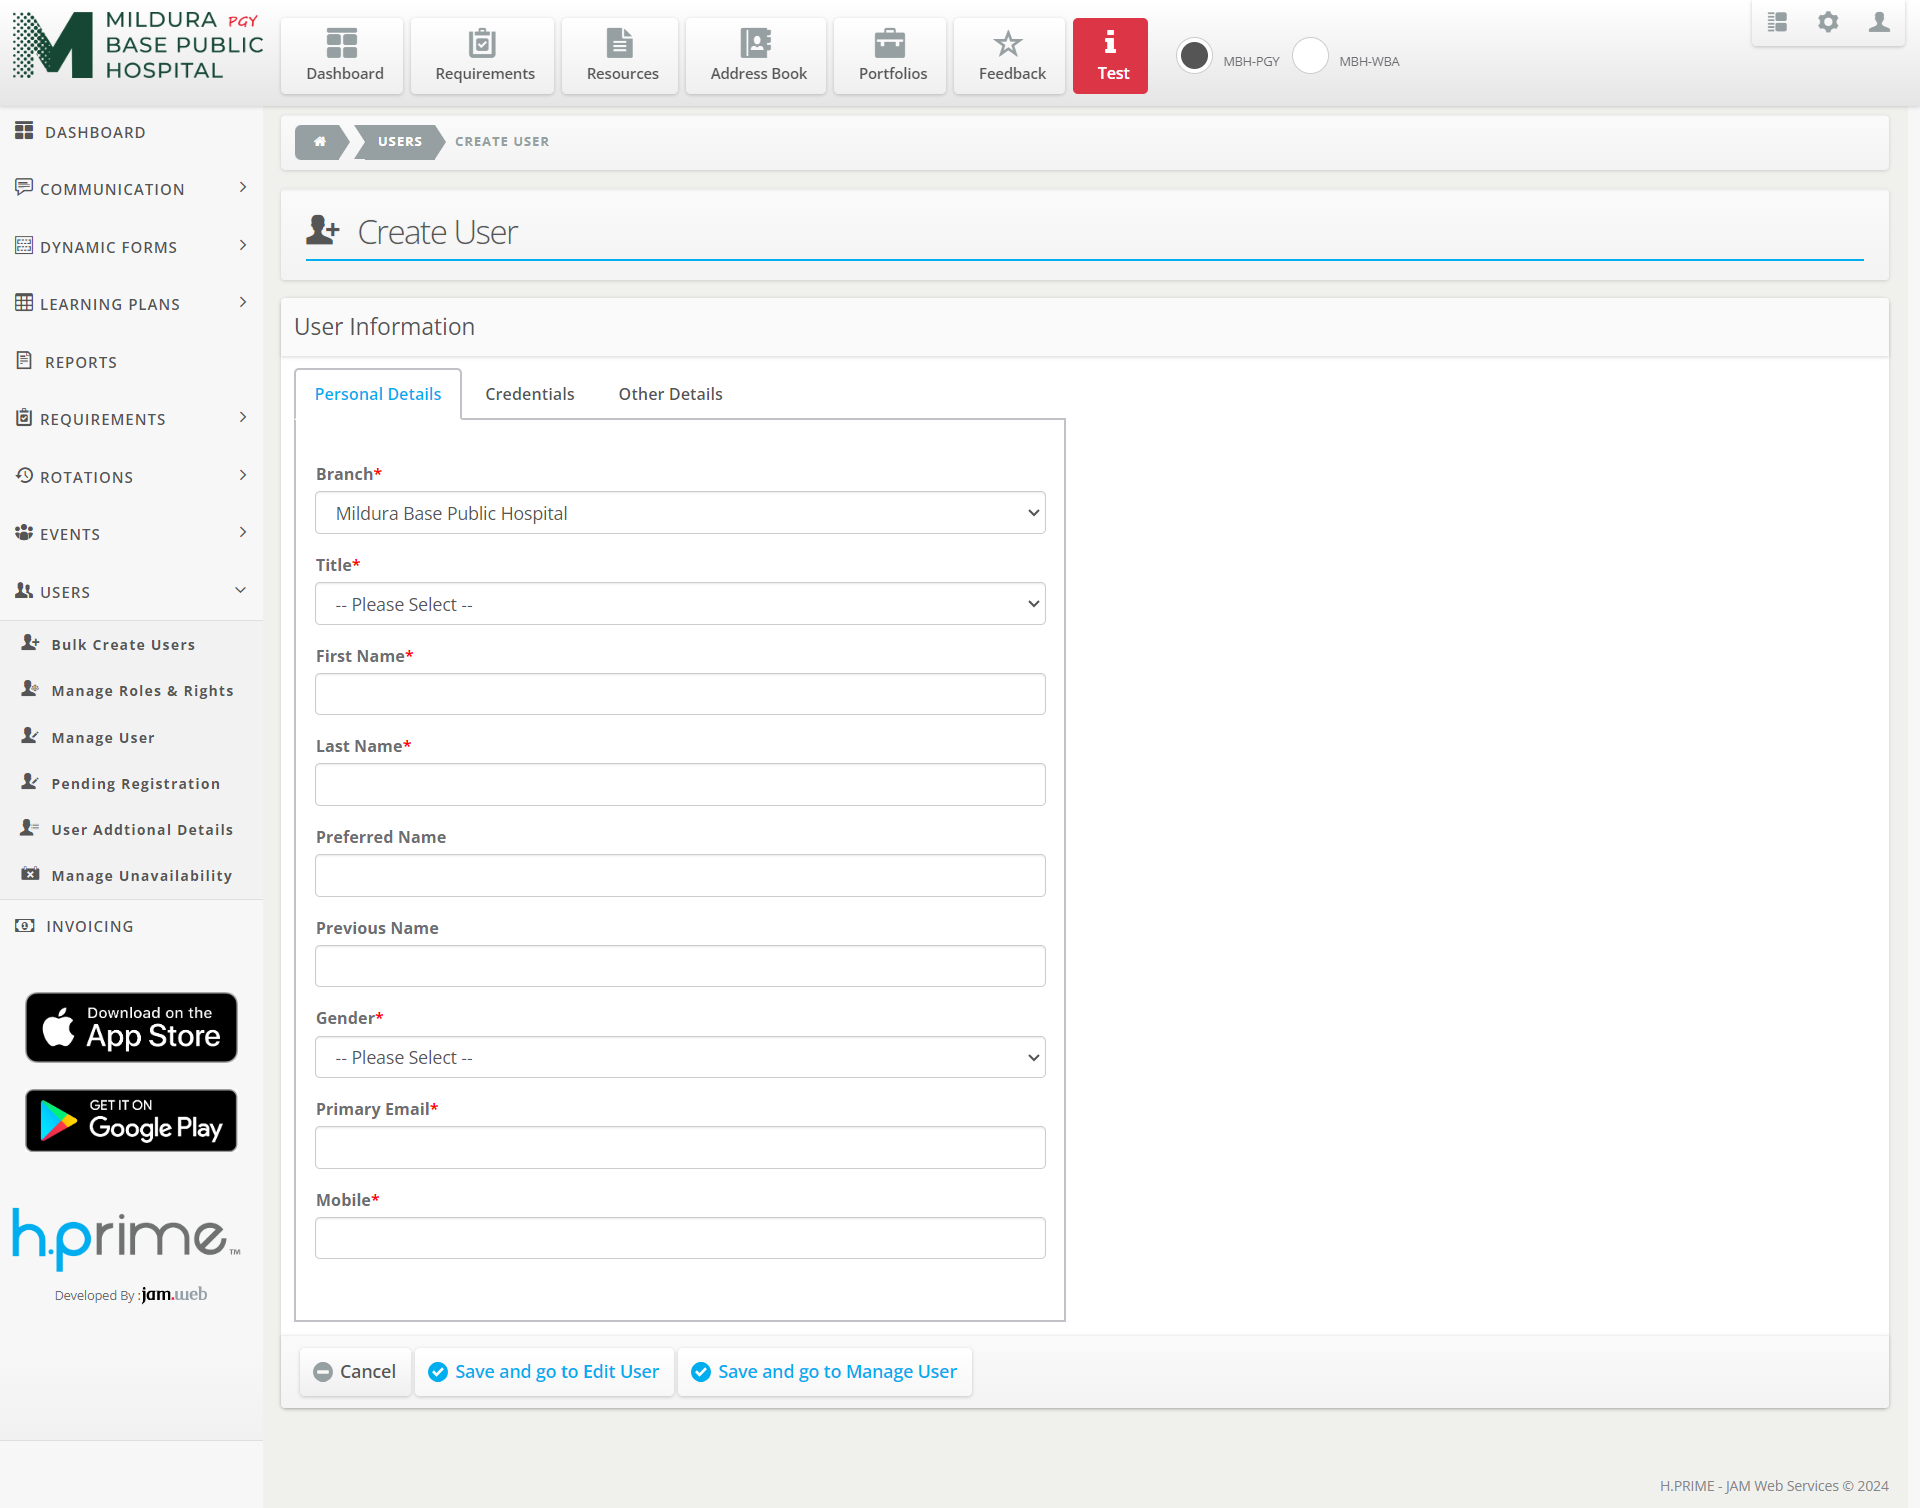 MILDURA PGY
BASE PUBLIC
HOSPITAL
Dashboard
Requirements
Resources
Address Book
Portfolios
Feedback
Test
MBH-PGY
MBH-WBA
DASHBOARD
COMMUNICATION
DYNAMIC FORMS
LEARNING PLANS
REPORTS
REQUIREMENTS
ROTATIONS
EVENTS
USERS
Bulk Create Users
Manage Roles & Rights
Manage User
Pending Registration
User Addtional Details
Manage Unavailability
INVOICING
Download on the
App Store
GET IT ON
Google Play
h.prime™
Developed By : jam.web
USERS
CREATE USER
Create User
User Information
Personal Details
Credentials
Other Details
Branch*
Mildura Base Public Hospital
Title*
-- Please Select --
First Name*
Last Name*
Preferred Name
Previous Name
Gender*
-- Please Select --
Primary Email*
Mobile*
Cancel
Save and go to Edit User
Save and go to Manage User
H.PRIME - JAM Web Services © 2024